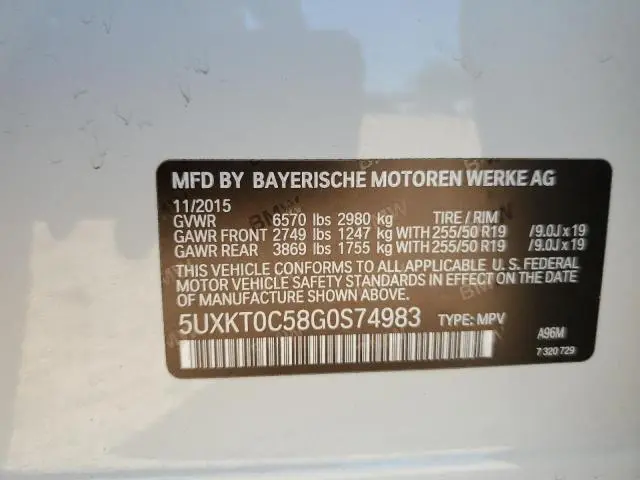 MFD BY BAYERISCHE MOTOREN WERKE AG
11/2015
GVWR 6570 lbs 2980 kg TIRE / RIM
GAWR FRONT 2749 lbs 1247 kg WITH 255/50 R19 /9.0J x 19
GAWR REAR 3869 lbs 1755 kg WITH 255/50 R19 /9.0J x 19
THIS VEHICLE CONFORMS TO ALL APPLICABLE U.S. FEDERAL
MOTOR VEHICLE SAFETY STANDARDS IN EFFECT ON THE DATE
OF MANUFACTURE SHOWN ABOVE.
5UXKT0C58G0S74983 TYPE: MPV A96M
7 320 729